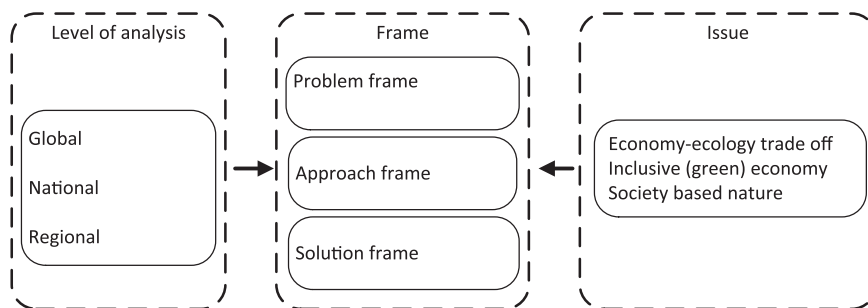 Level of analysis
Global
National
Regional
Frame
Problem frame
Approach frame
Solution frame
Issue
Economy-ecology trade off
Inclusive (green) economy
Society based nature